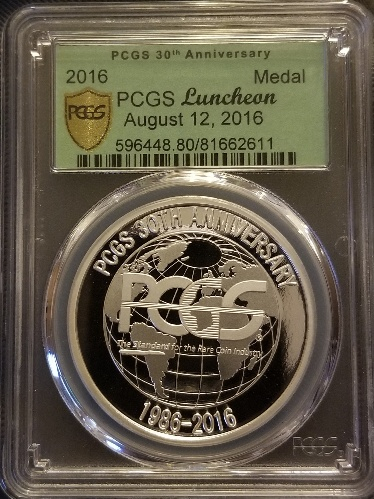 PCGS 30th Anniversary
2016 Medal
PCGS
PCGS Luncheon
August 12, 2016
596448.80/81662611
PCGS 30TH ANNIVERSARY
PCGS
The Standard for the Rare Coin Industry
1986-2016
PCGS